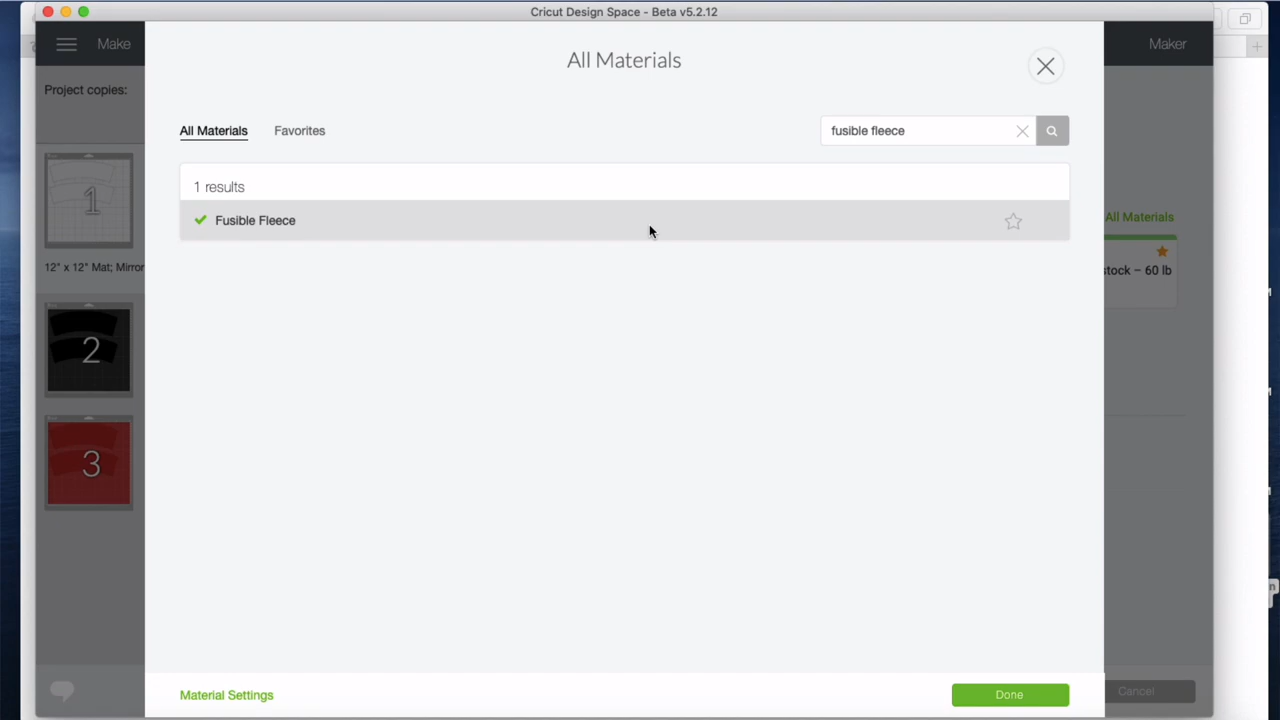 Cricut Design Space - Beta v5.2.12
Make
All Materials
Maker
Project copies:
All Materials
Favorites
fusible fleece
1 results
Fusible Fleece
1
12" x 12" Mat; Mirror
2
3
All Materials
stock – 60 lb
Material Settings
Done
Cancel